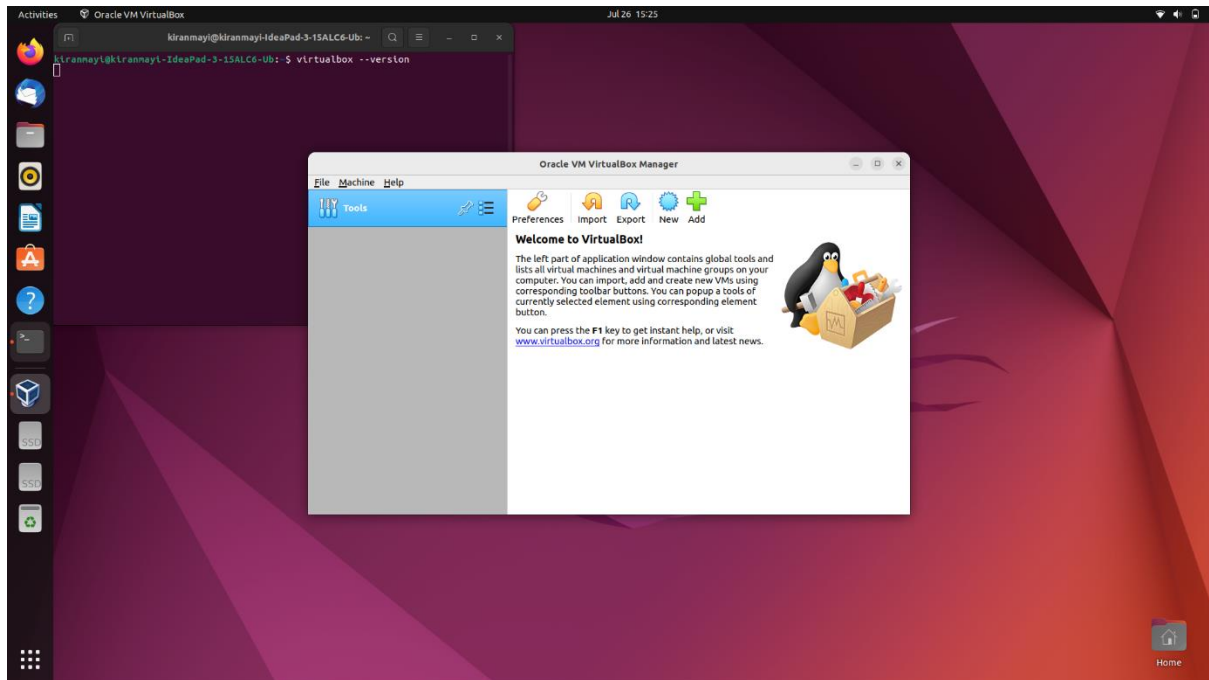 Activities Oracle VM VirtualBox Jul 26 15:25
kiranmayi@kiranmayi-IdeaPad-3-15ALC6-Ub: ~
kiranmayi@kiranmayi-IdeaPad-3-15ALC6-Ub:~$ virtualbox --version
Oracle VM VirtualBox Manager
File Machine Help
Tools
Preferences Import Export New Add
Welcome to VirtualBox!
The left part of application window contains global tools and
lists all virtual machines and virtual machine groups on your
computer. You can import, add and create new VMs using
corresponding toolbar buttons. You can popup a tools of
currently selected element using corresponding element
button.
You can press the F1 key to get instant help, or visit
www.virtualbox.org for more information and latest news.
SSD
SSD
Home